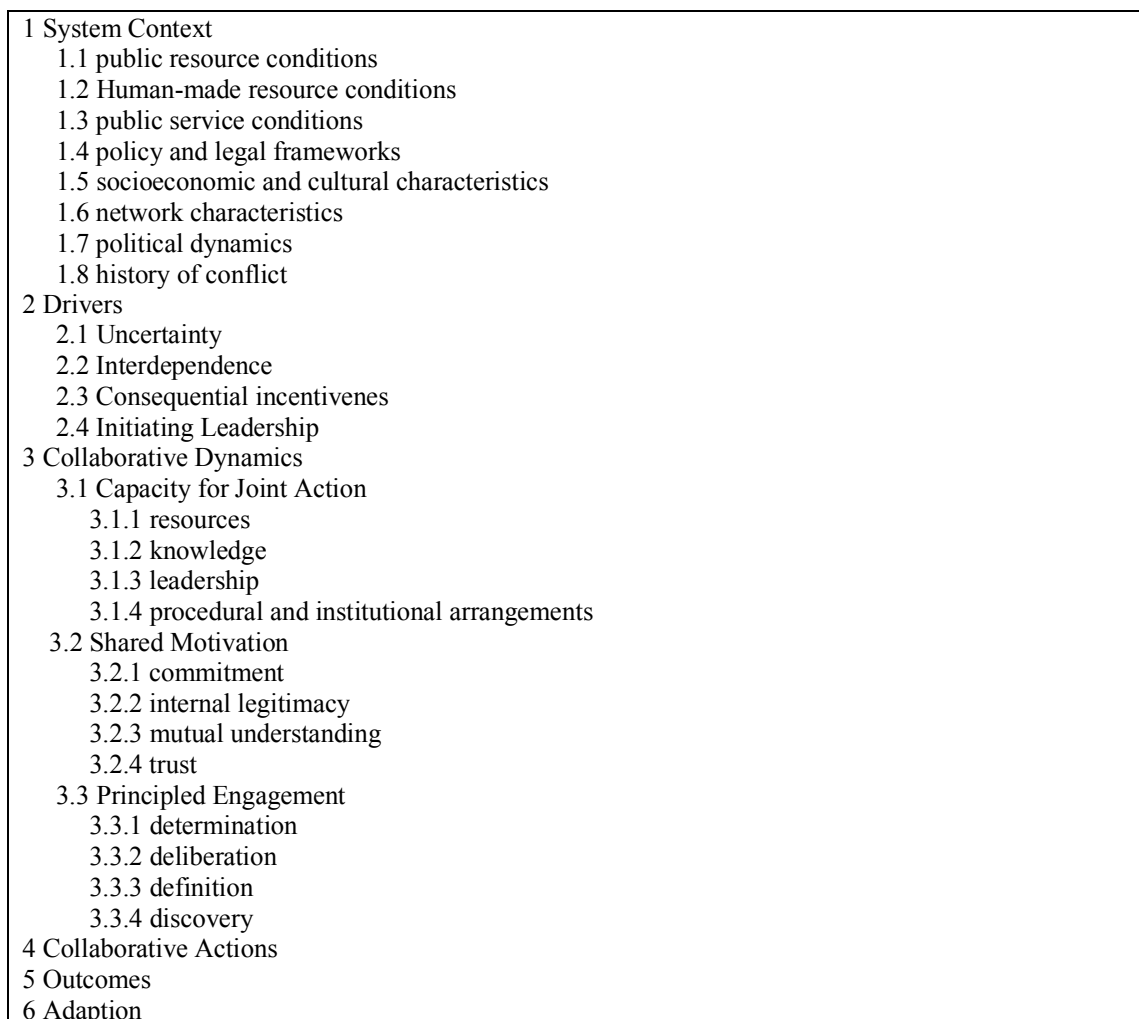 1 System Context
1.1 public resource conditions
1.2 Human-made resource conditions
1.3 public service conditions
1.4 policy and legal frameworks
1.5 socioeconomic and cultural characteristics
1.6 network characteristics
1.7 political dynamics
1.8 history of conflict
2 Drivers
2.1 Uncertainty
2.2 Interdependence
2.3 Consequential incentivenes
2.4 Initiating Leadership
3 Collaborative Dynamics
3.1 Capacity for Joint Action
3.1.1 resources
3.1.2 knowledge
3.1.3 leadership
3.1.4 procedural and institutional arrangements
3.2 Shared Motivation
3.2.1 commitment
3.2.2 internal legitimacy
3.2.3 mutual understanding
3.2.4 trust
3.3 Principled Engagement
3.3.1 determination
3.3.2 deliberation
3.3.3 definition
3.3.4 discovery
4 Collaborative Actions
5 Outcomes
6 Adaption